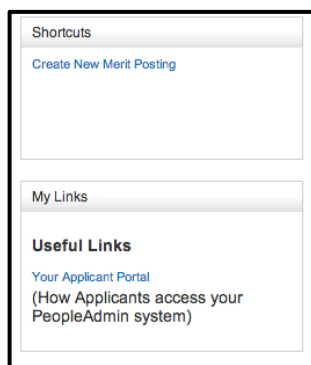 Shortcuts
Create New Merit Posting
My Links
Useful Links
Your Applicant Portal
(How Applicants access your
PeopleAdmin system)